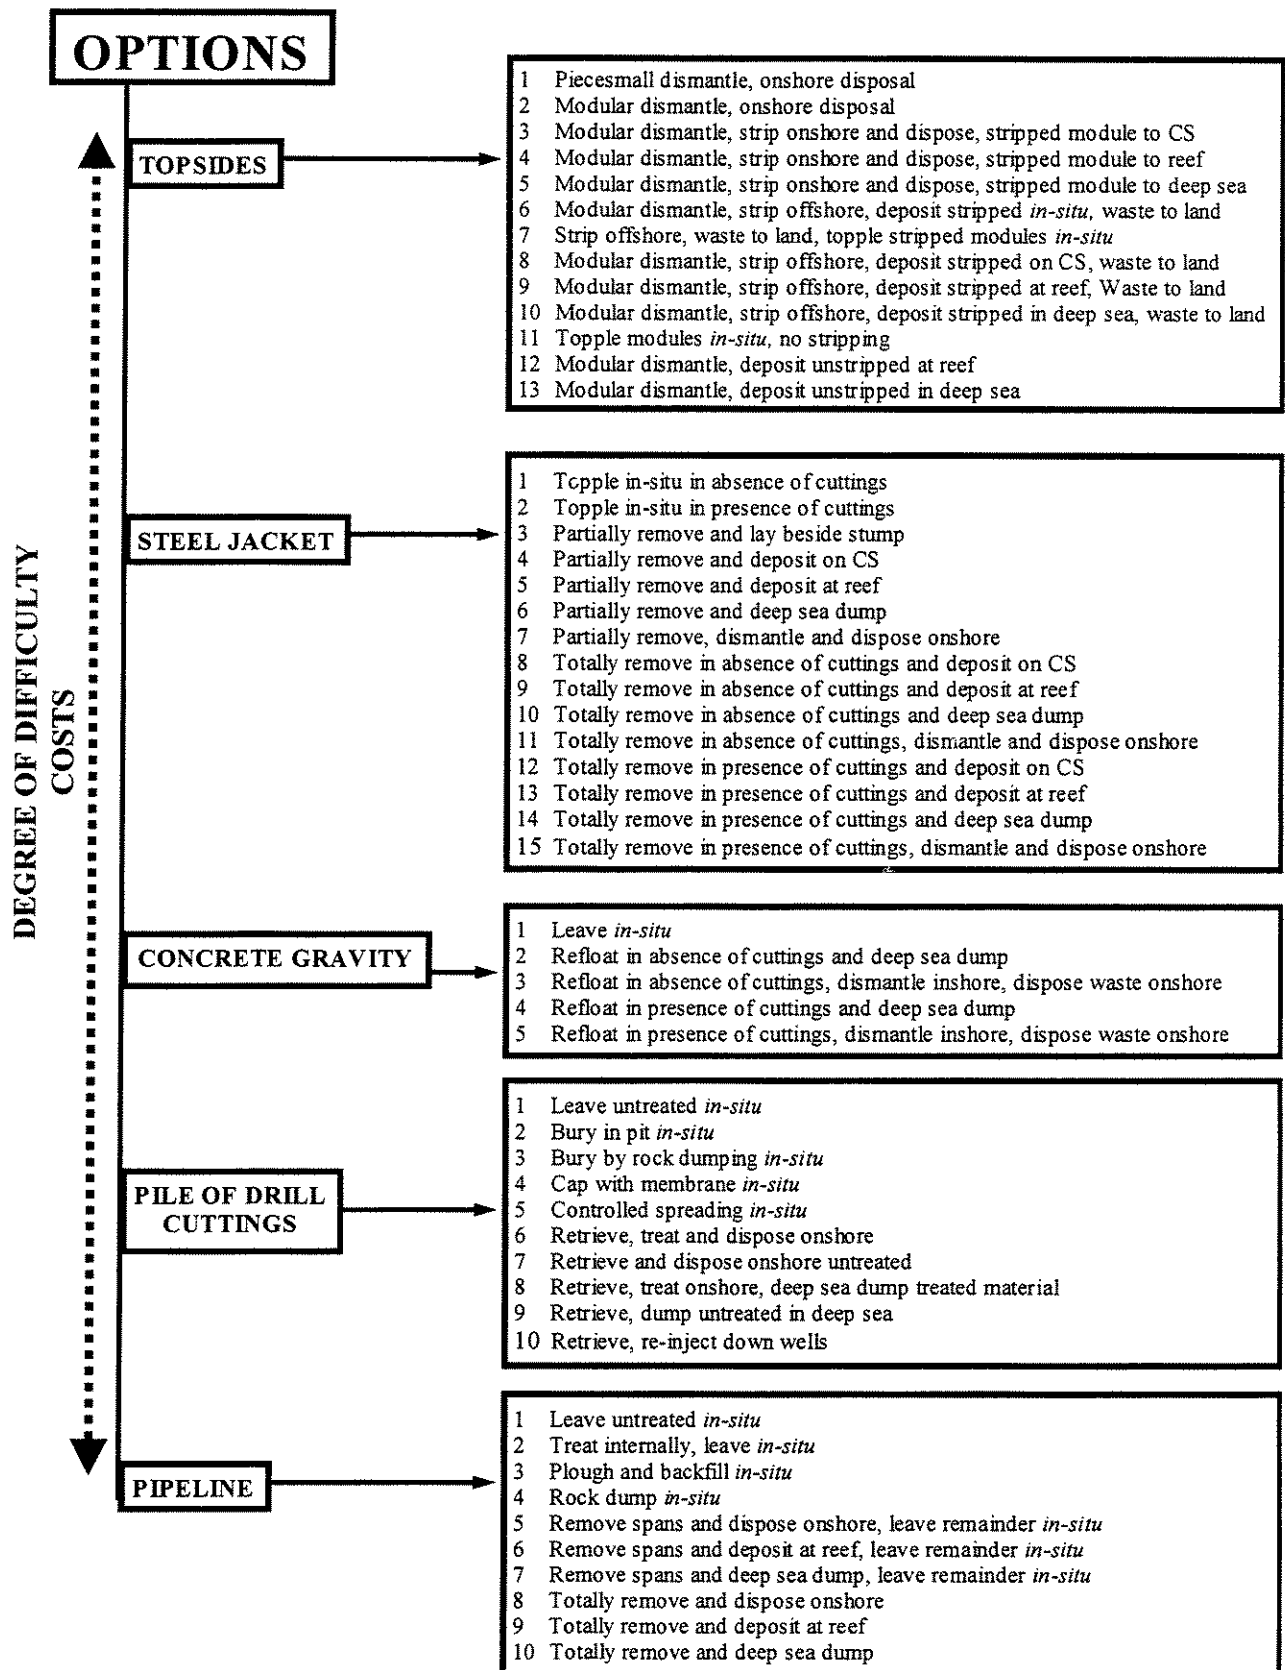 OPTIONS
DEGREE OF DIFFICULTY
COSTS
TOPSIDES
1 Piecesmall dismantle, onshore disposal
2 Modular dismantle, onshore disposal
3 Modular dismantle, strip onshore and dispose, stripped module to CS
4 Modular dismantle, strip onshore and dispose, stripped module to reef
5 Modular dismantle, strip onshore and dispose, stripped module to deep sea
6 Modular dismantle, strip offshore, deposit stripped in-situ, waste to land
7 Strip offshore, waste to land, topple stripped modules in-situ
8 Modular dismantle, strip offshore, deposit stripped on CS, waste to land
9 Modular dismantle, strip offshore, deposit stripped at reef, Waste to land
10 Modular dismantle, strip offshore, deposit stripped in deep sea, waste to land
11 Topple modules in-situ, no stripping
12 Modular dismantle, deposit unstripped at reef
13 Modular dismantle, deposit unstripped in deep sea
STEEL JACKET
1 Topple in-situ in absence of cuttings
2 Topple in-situ in presence of cuttings
3 Partially remove and lay beside stump
4 Partially remove and deposit on CS
5 Partially remove and deposit at reef
6 Partially remove and deep sea dump
7 Partially remove, dismantle and dispose onshore
8 Totally remove in absence of cuttings and deposit on CS
9 Totally remove in absence of cuttings and deposit at reef
10 Totally remove in absence of cuttings and deep sea dump
11 Totally remove in absence of cuttings, dismantle and dispose onshore
12 Totally remove in presence of cuttings and deposit on CS
13 Totally remove in presence of cuttings and deposit at reef
14 Totally remove in presence of cuttings and deep sea dump
15 Totally remove in presence of cuttings, dismantle and dispose onshore
CONCRETE GRAVITY
1 Leave in-situ
2 Refloat in absence of cuttings and deep sea dump
3 Refloat in absence of cuttings, dismantle inshore, dispose waste onshore
4 Refloat in presence of cuttings and deep sea dump
5 Refloat in presence of cuttings, dismantle inshore, dispose waste onshore
PILE OF DRILL
CUTTINGS
1 Leave untreated in-situ
2 Bury in pit in-situ
3 Bury by rock dumping in-situ
4 Cap with membrane in-situ
5 Controlled spreading in-situ
6 Retrieve, treat and dispose onshore
7 Retrieve and dispose onshore untreated
8 Retrieve, treat onshore, deep sea dump treated material
9 Retrieve, dump untreated in deep sea
10 Retrieve, re-inject down wells
PIPELINE
1 Leave untreated in-situ
2 Treat internally, leave in-situ
3 Plough and backfill in-situ
4 Rock dump in-situ
5 Remove spans and dispose onshore, leave remainder in-situ
6 Remove spans and deposit at reef, leave remainder in-situ
7 Remove spans and deep sea dump, leave remainder in-situ
8 Totally remove and dispose onshore
9 Totally remove and deposit at reef
10 Totally remove and deep sea dump